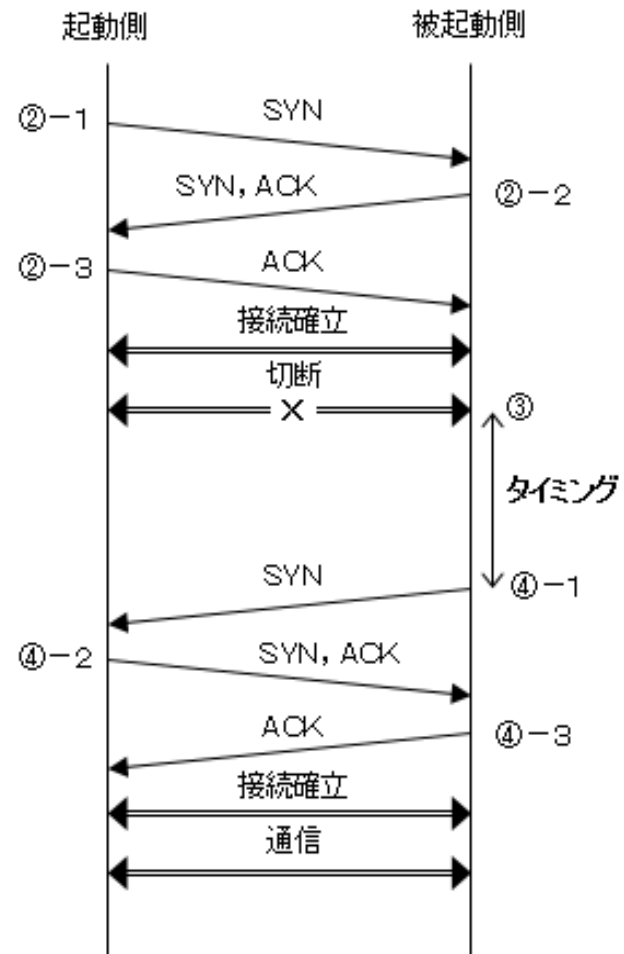 起動側 被起動側
②-1 SYN
SYN, ACK ②-2
②-3 ACK
接続確立
切断
× ③
タイミング
SYN ④-1
④-2 SYN, ACK
ACK ④-3
接続確立
通信